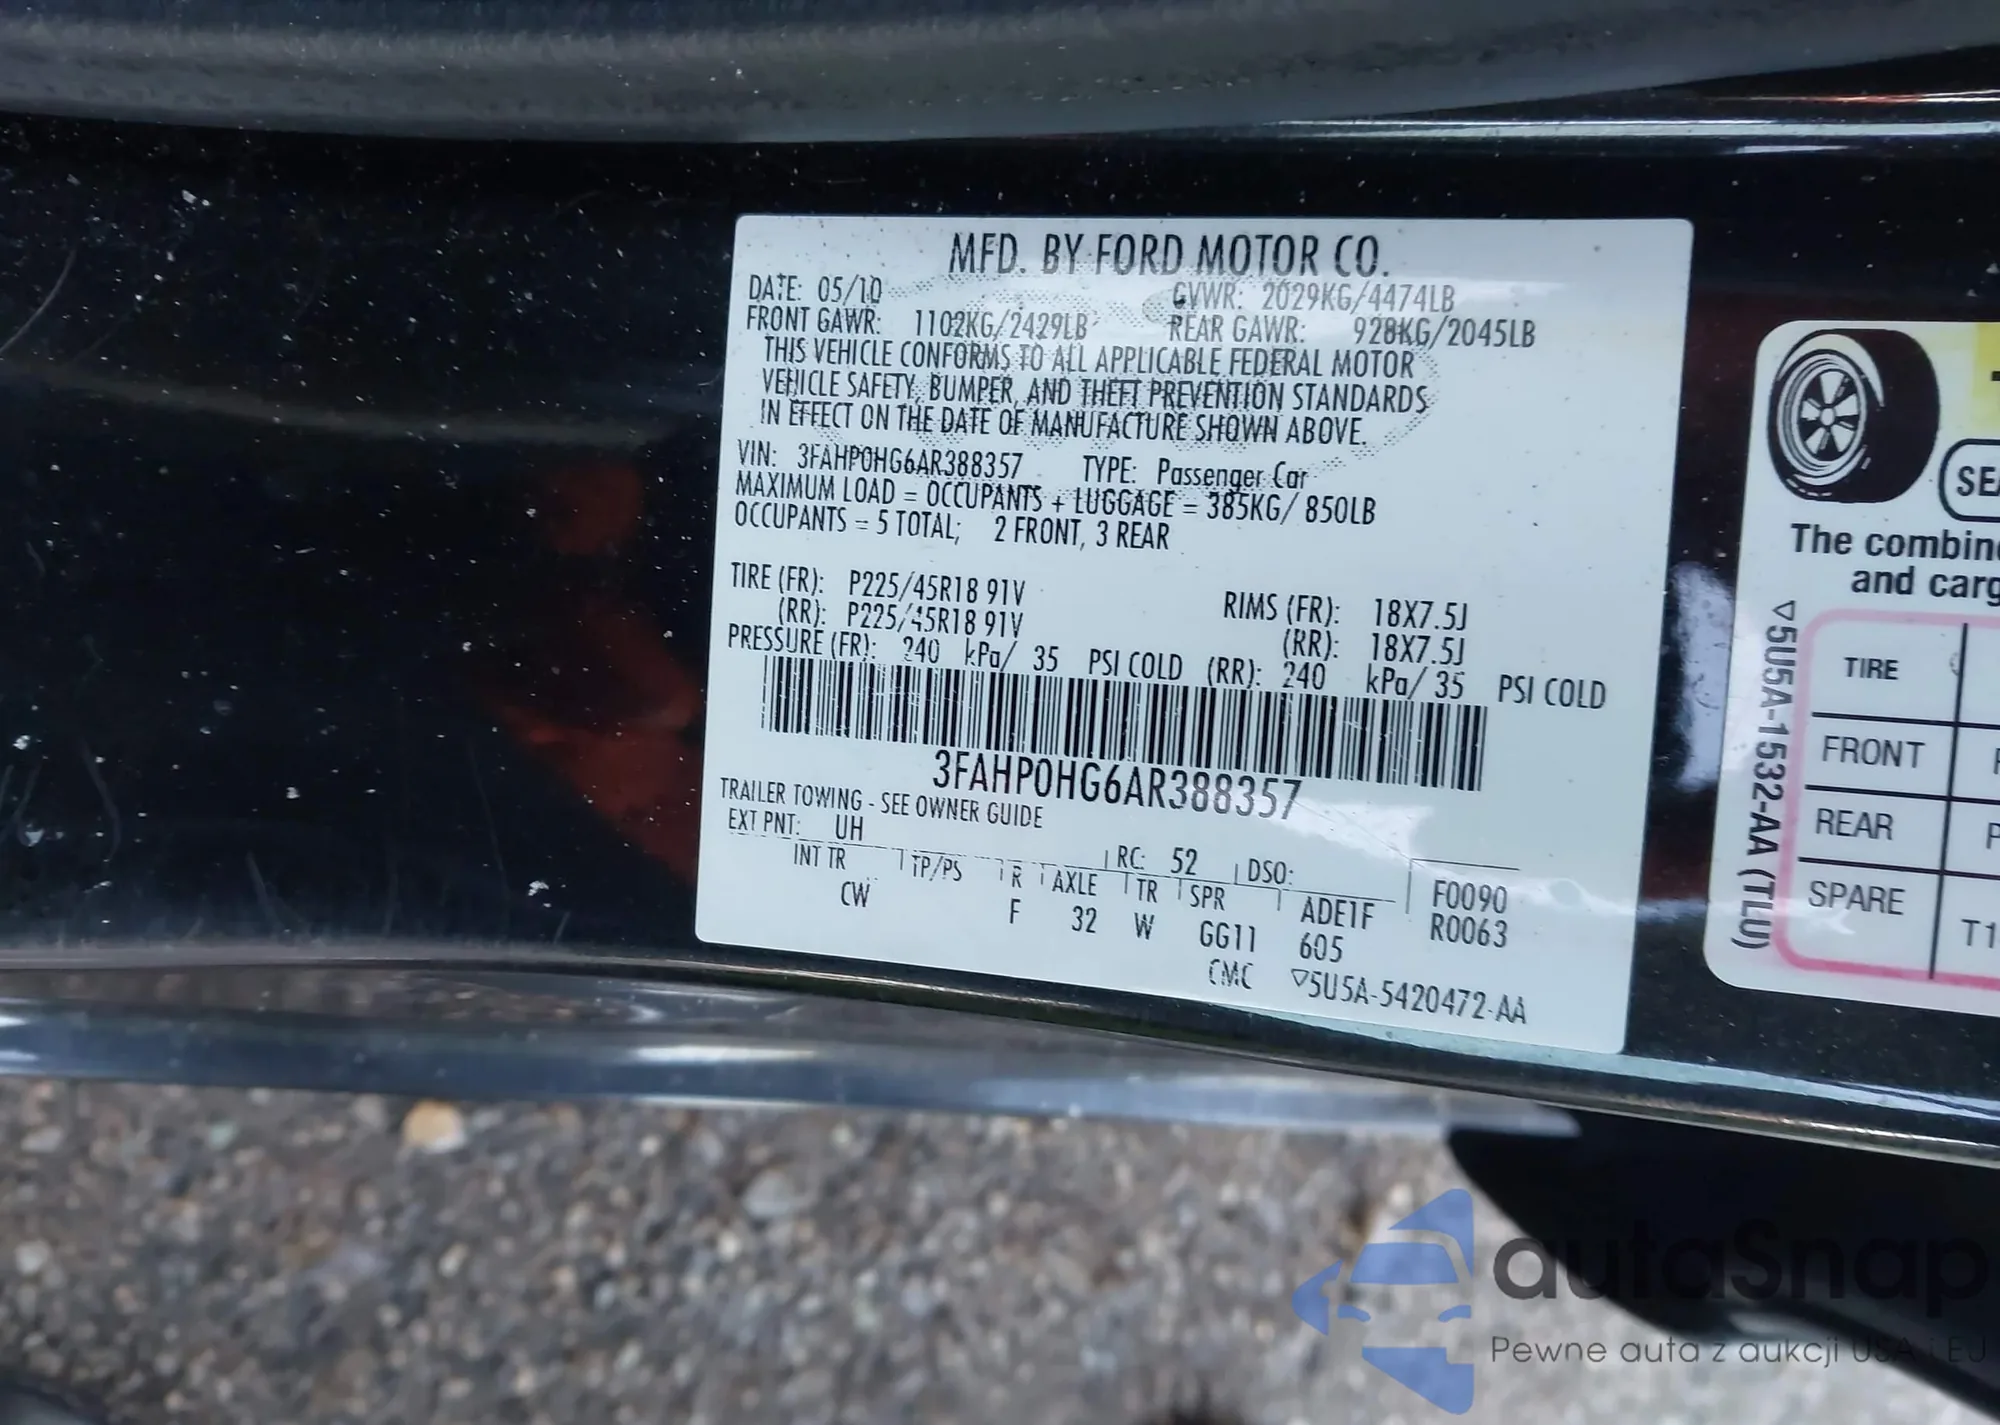 MFD. BY FORD MOTOR CO.
DATE: 05/10 GVWR: 2029KG/4474LB
FRONT GAWR: 1102KG/2429LB REAR GAWR: 928KG/2045LB
THIS VEHICLE CONFORMS TO ALL APPLICABLE FEDERAL MOTOR
VEHICLE SAFETY, BUMPER, AND THEFT PREVENTION STANDARDS
IN EFFECT ON THE DATE OF MANUFACTURE SHOWN ABOVE.
VIN: 3FAHP0HG6AR388357 TYPE: Passenger Car
MAXIMUM LOAD = OCCUPANTS + LUGGAGE = 385KG/ 850LB
OCCUPANTS = 5 TOTAL; 2 FRONT, 3 REAR
TIRE (FR): P225/45R18 91V RIMS (FR): 18X7.5J
(RR): P225/45R18 91V (RR): 18X7.5J
PRESSURE (FR): 240 kPa/ 35 PSI COLD (RR): 240 kPa/ 35 PSI COLD
3FAHP0HG6AR388357
TRAILER TOWING - SEE OWNER GUIDE
EXT PNT: UH RC: 52 DSO:
INT TR TP/PS R AXLE TR SPR ADE1F F0090
CW F 32 W GG11 605 R0063
CMC ▽5U5A-5420472-AA
SEA
The combin
and carg
▽5U5A-1532-AA (TLU)
TIRE
FRONT
REAR P
SPARE T1
autaSnap
Pewne auta z aukcji USA i EU